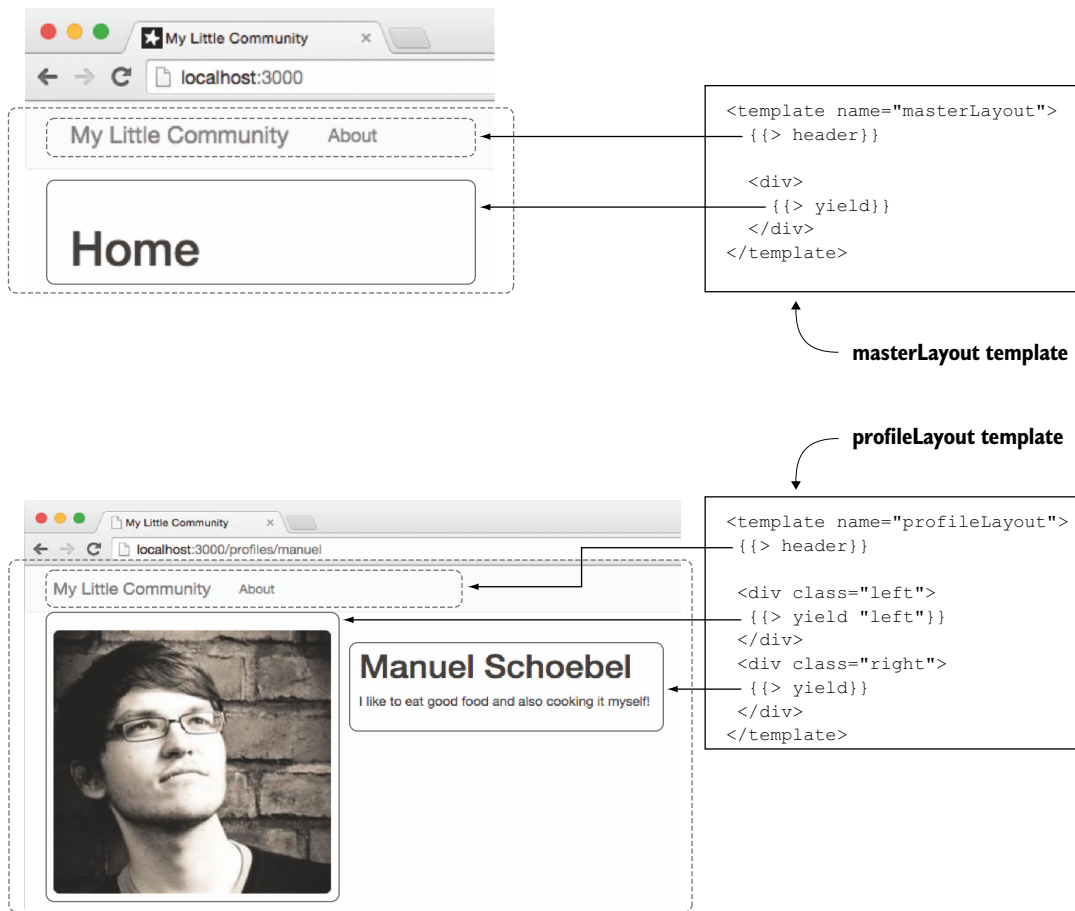 My Little Community
localhost:3000
My Little Community About
Home
<template name="masterLayout">
{{> header}}
<div>
{{> yield}}
</div>
</template>
masterLayout template
profileLayout template
My Little Community
localhost:3000/profiles/manuel
My Little Community About
Manuel Schoebel
I like to eat good food and also cooking it myself!
<template name="profileLayout">
{{> header}}
<div class="left">
{{> yield "left"}}
</div>
<div class="right">
{{> yield}}
</div>
</template>